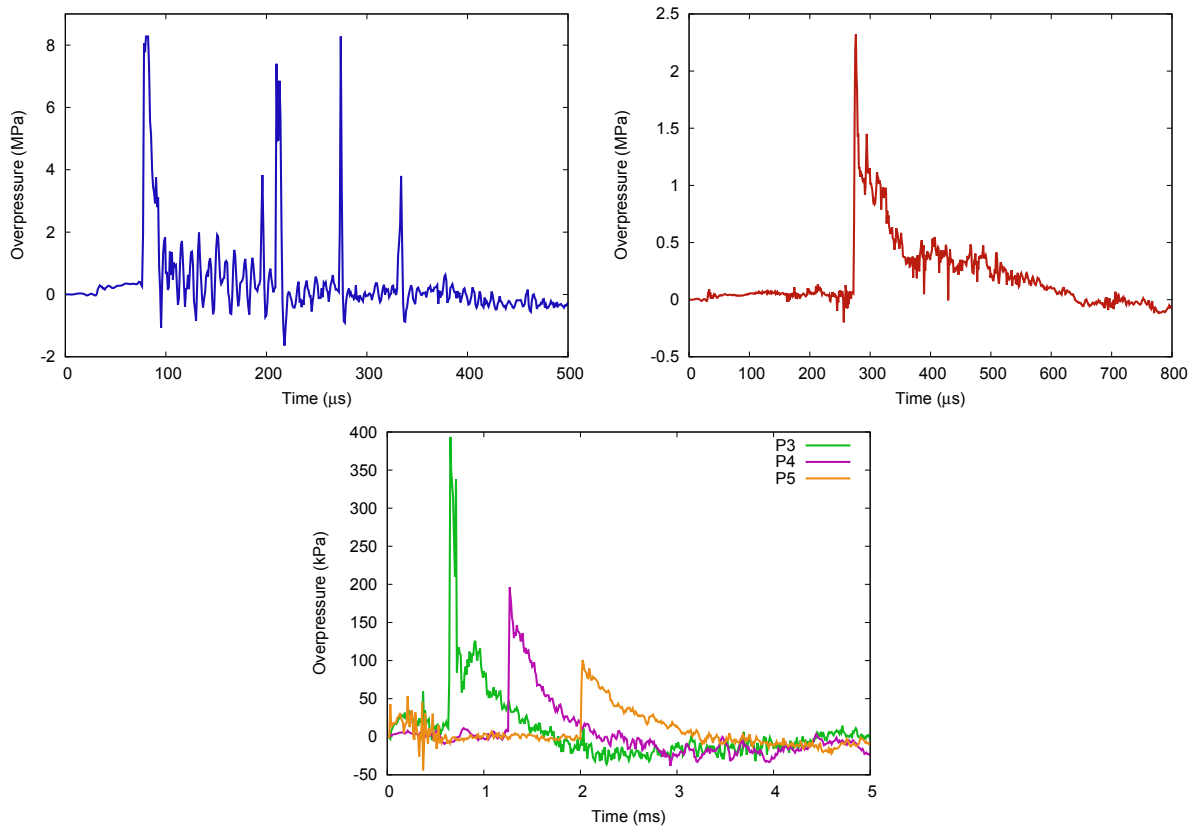 8
6
4
2
0
-2
0 100 200 300 400 500
Overpressure (MPa)
Time (μs)
2.5
2
1.5
1
0.5
0
-0.5
0 100 200 300 400 500 600 700 800
Overpressure (MPa)
Time (μs)
400
350
300
250
200
150
100
50
0
-50
0 1 2 3 4 5
Overpressure (kPa)
Time (ms)
P3
P4
P5